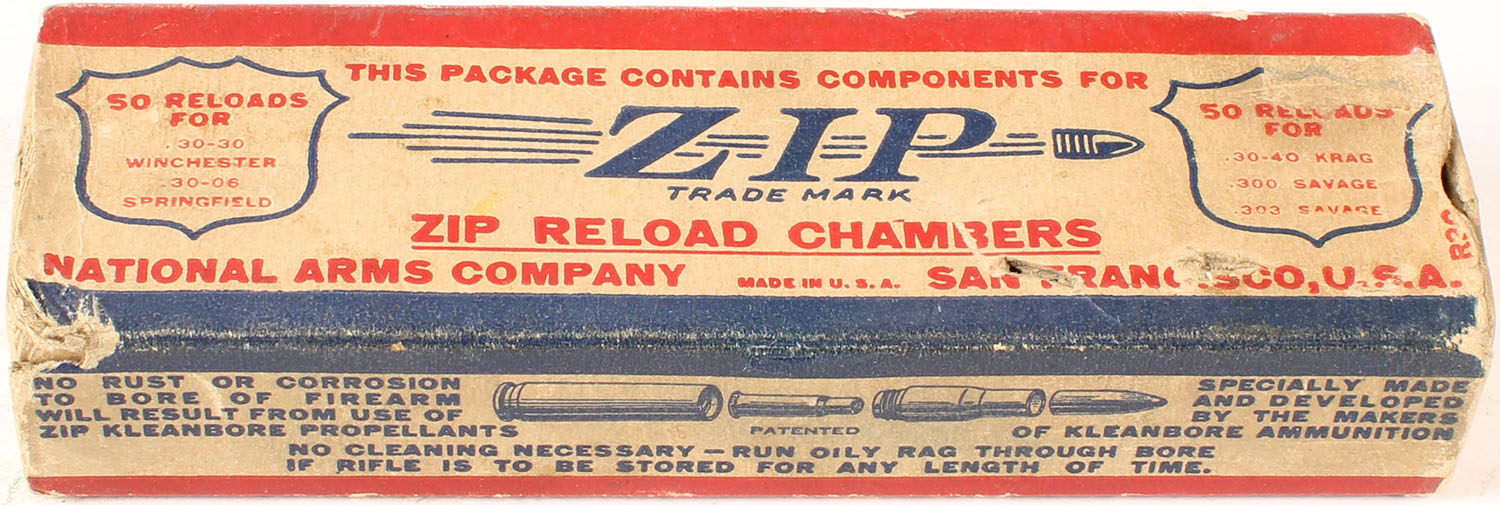 THIS PACKAGE CONTAINS COMPONENTS FOR
50 RELOADS
FOR
.30-30
WINCHESTER
.30-06
SPRINGFIELD
ZIP
TRADE MARK
50 RELOADS
FOR
.30-40 KRAG
.300 SAVAGE
.303 SAVAGE
ZIP RELOAD CHAMBERS
NATIONAL ARMS COMPANY MADE IN U.S.A. SAN FRANCISCO, U.S.A.
NO RUST OR CORROSION
TO BORE OF FIREARM
WILL RESULT FROM USE OF
ZIP KLEANBORE PROPELLANTS
PATENTED
SPECIALLY MADE
AND DEVELOPED
BY THE MAKERS
OF KLEANBORE AMMUNITION
NO CLEANING NECESSARY — RUN OILY RAG THROUGH BORE
IF RIFLE IS TO BE STORED FOR ANY LENGTH OF TIME.